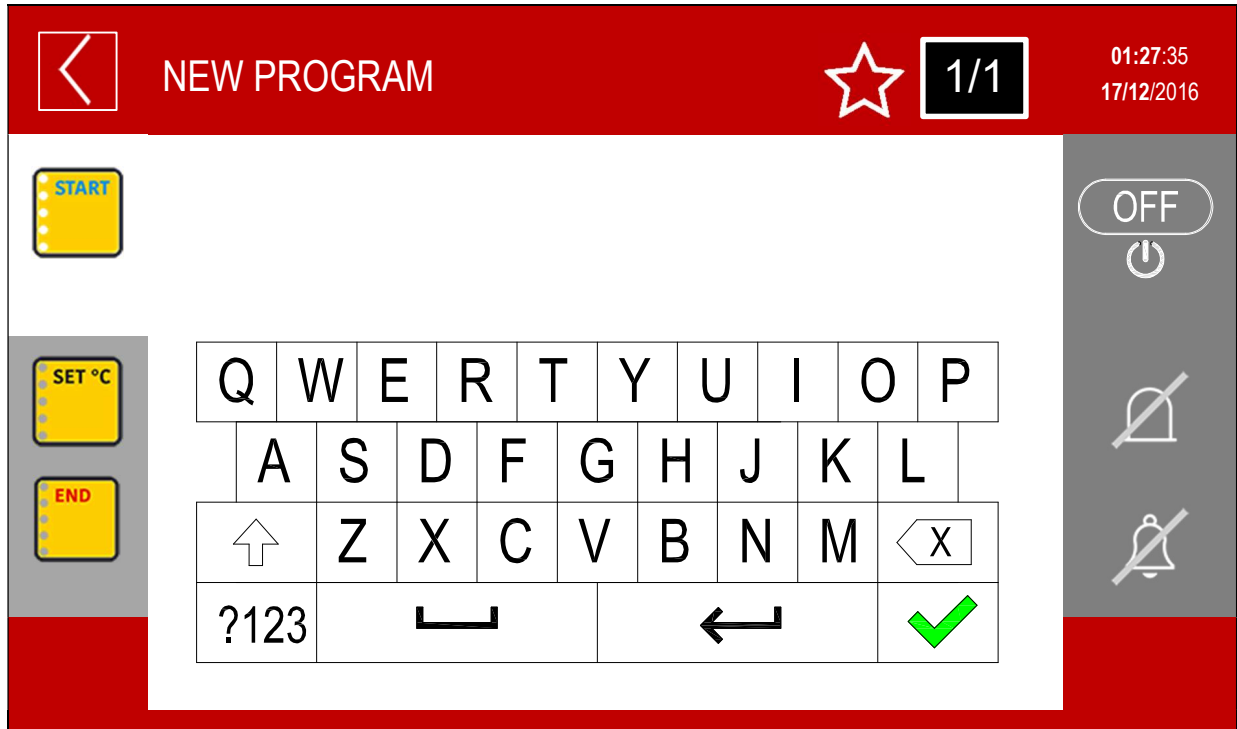 NEW PROGRAM
1/1
01:27:35
17/12/2016
START
OFF
SET °C
END
Q W E R T Y U I O P
A S D F G H J K L
Z X C V B N M X
?123